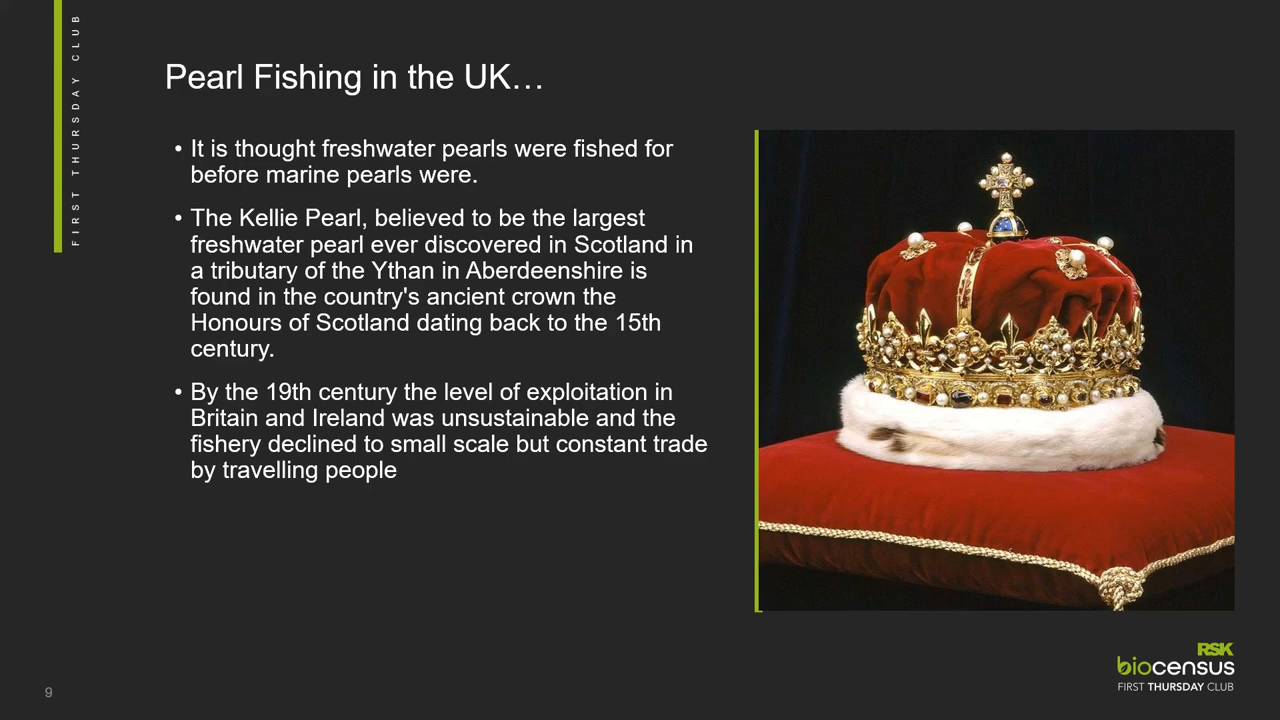 FIRST THURSDAY CLUB
Pearl Fishing in the UK…
• It is thought freshwater pearls were fished for
before marine pearls were.
• The Kellie Pearl, believed to be the largest
freshwater pearl ever discovered in Scotland in
a tributary of the Ythan in Aberdeenshire is
found in the country's ancient crown the
Honours of Scotland dating back to the 15th
century.
• By the 19th century the level of exploitation in
Britain and Ireland was unsustainable and the
fishery declined to small scale but constant trade
by travelling people
RSK
biocensus
FIRST THURSDAY CLUB
9